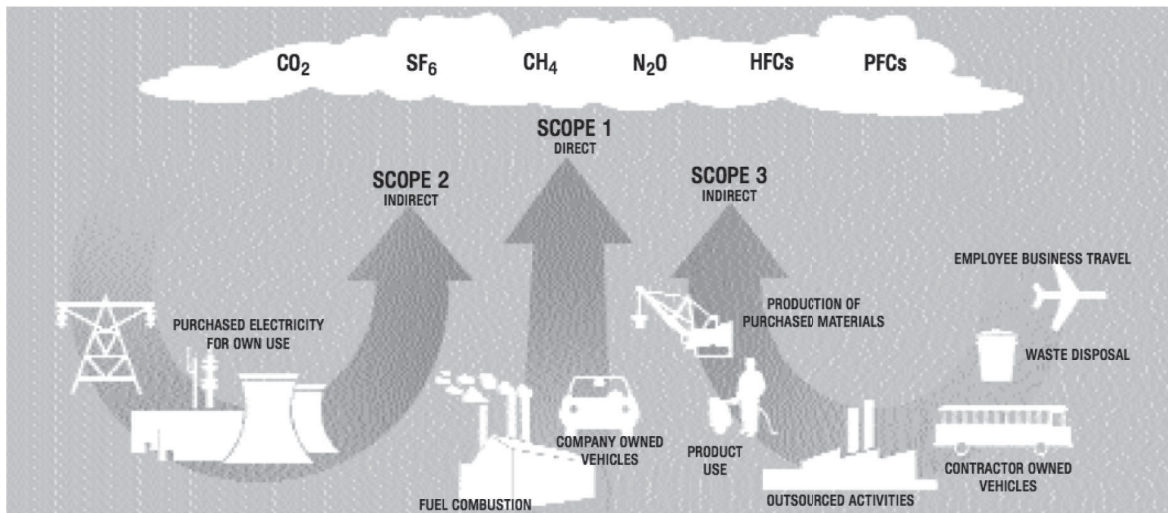 CO₂ SF₆ CH₄ N₂O HFCs PFCs
SCOPE 1
DIRECT
SCOPE 2
INDIRECT
SCOPE 3
INDIRECT
PURCHASED ELECTRICITY
FOR OWN USE
FUEL COMBUSTION
COMPANY OWNED
VEHICLES
PRODUCTION OF
PURCHASED MATERIALS
PRODUCT
USE
OUTSOURCED ACTIVITIES
EMPLOYEE BUSINESS TRAVEL
WASTE DISPOSAL
CONTRACTOR OWNED
VEHICLES